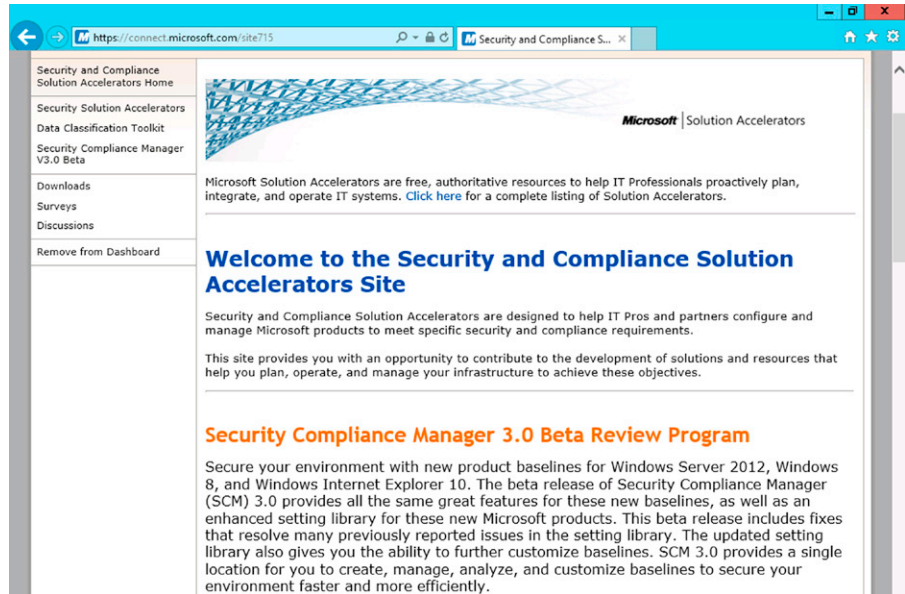 https://connect.microsoft.com/site715
Security and Compliance S...
Security and Compliance
Solution Accelerators Home
Security Solution Accelerators
Data Classification Toolkit
Security Compliance Manager
V3.0 Beta
Downloads
Surveys
Discussions
Remove from Dashboard
Microsoft | Solution Accelerators
Microsoft Solution Accelerators are free, authoritative resources to help IT Professionals proactively plan,
integrate, and operate IT systems. Click here for a complete listing of Solution Accelerators.
Welcome to the Security and Compliance Solution
Accelerators Site
Security and Compliance Solution Accelerators are designed to help IT Pros and partners configure and
manage Microsoft products to meet specific security and compliance requirements.
This site provides you with an opportunity to contribute to the development of solutions and resources that
help you plan, operate, and manage your infrastructure to achieve these objectives.
Security Compliance Manager 3.0 Beta Review Program
Secure your environment with new product baselines for Windows Server 2012, Windows
8, and Windows Internet Explorer 10. The beta release of Security Compliance Manager
(SCM) 3.0 provides all the same great features for these new baselines, as well as an
enhanced setting library for these new Microsoft products. This beta release includes fixes
that resolve many previously reported issues in the setting library. The updated setting
library also gives you the ability to further customize baselines. SCM 3.0 provides a single
location for you to create, manage, analyze, and customize baselines to secure your
environment faster and more efficiently.